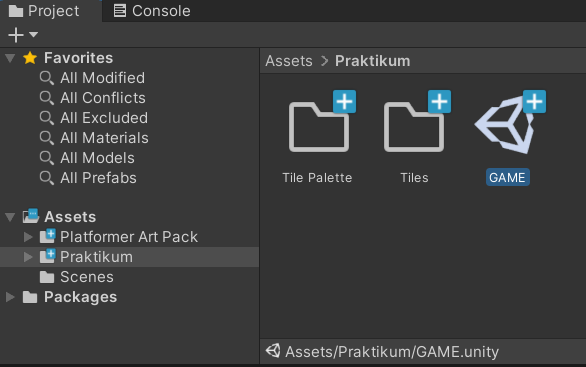 Project
Console
Favorites
All Modified
All Conflicts
All Excluded
All Materials
All Models
All Prefabs
Assets
Platformer Art Pack
Praktikum
Scenes
Packages
Assets > Praktikum
Tile Palette
Tiles
GAME
Assets/Praktikum/GAME.unity